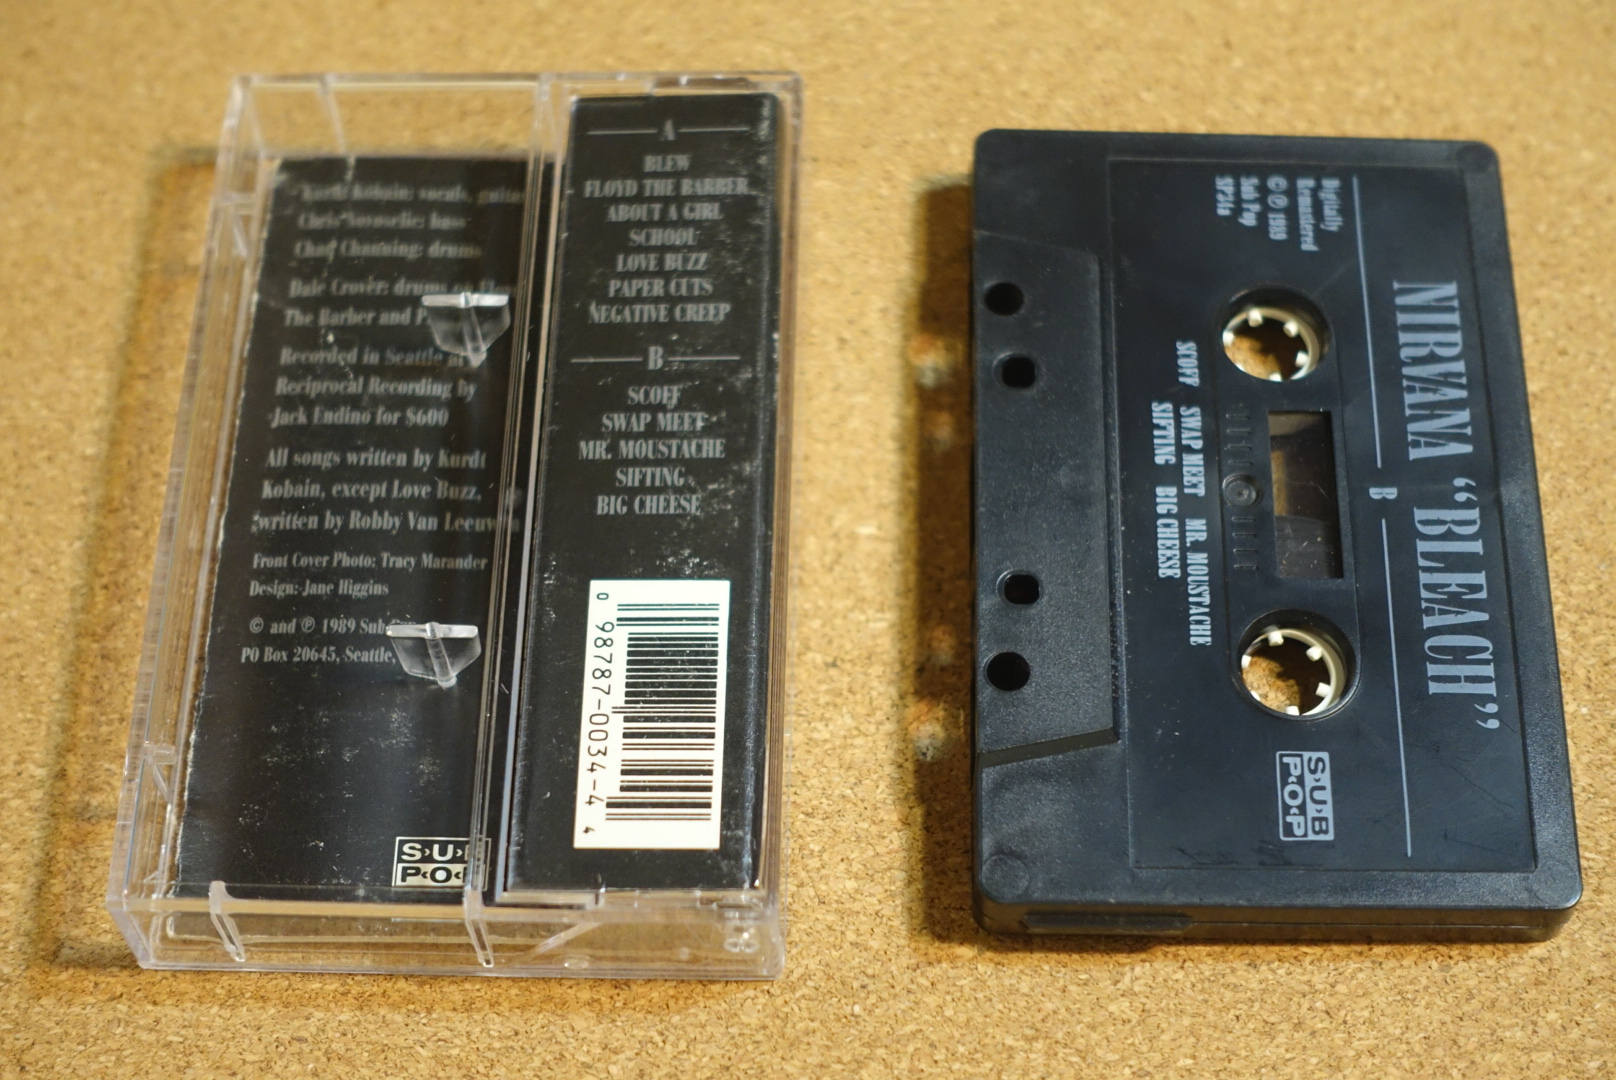 Kurdt Kobain: vocals, guitar
Chris Novoselic: bass
Chad Channing: drums
Dale Crover: drums on
The Barber and
Recorded in Seattle at
Reciprocal Recording by
Jack Endino for $600
All songs written by Kurdt
Kobain, except Love Buzz,
written by Robby Van Leeuwen
Front Cover Photo: Tracy Marander
Design: Jane Higgins
© and ℗ 1989 Sub
PO Box 20645, Seattle,
SUB
POP
A
BLEW
FLOYD THE BARBER
ABOUT A GIRL
SCHOOL
LOVE BUZZ
PAPER CUTS
NEGATIVE CREEP
B
SCOFF
SWAP MEET
MR. MOUSTACHE
SIFTING
BIG CHEESE
0 98787-0034-4 4
NIRVANA “BLEACH”
B
Digitally
Remastered
© ℗ 1989
Sub Pop
SP34a
SCOFF SWAP MEET MR. MOUSTACHE
SIFTING BIG CHEESE
SUB
POP